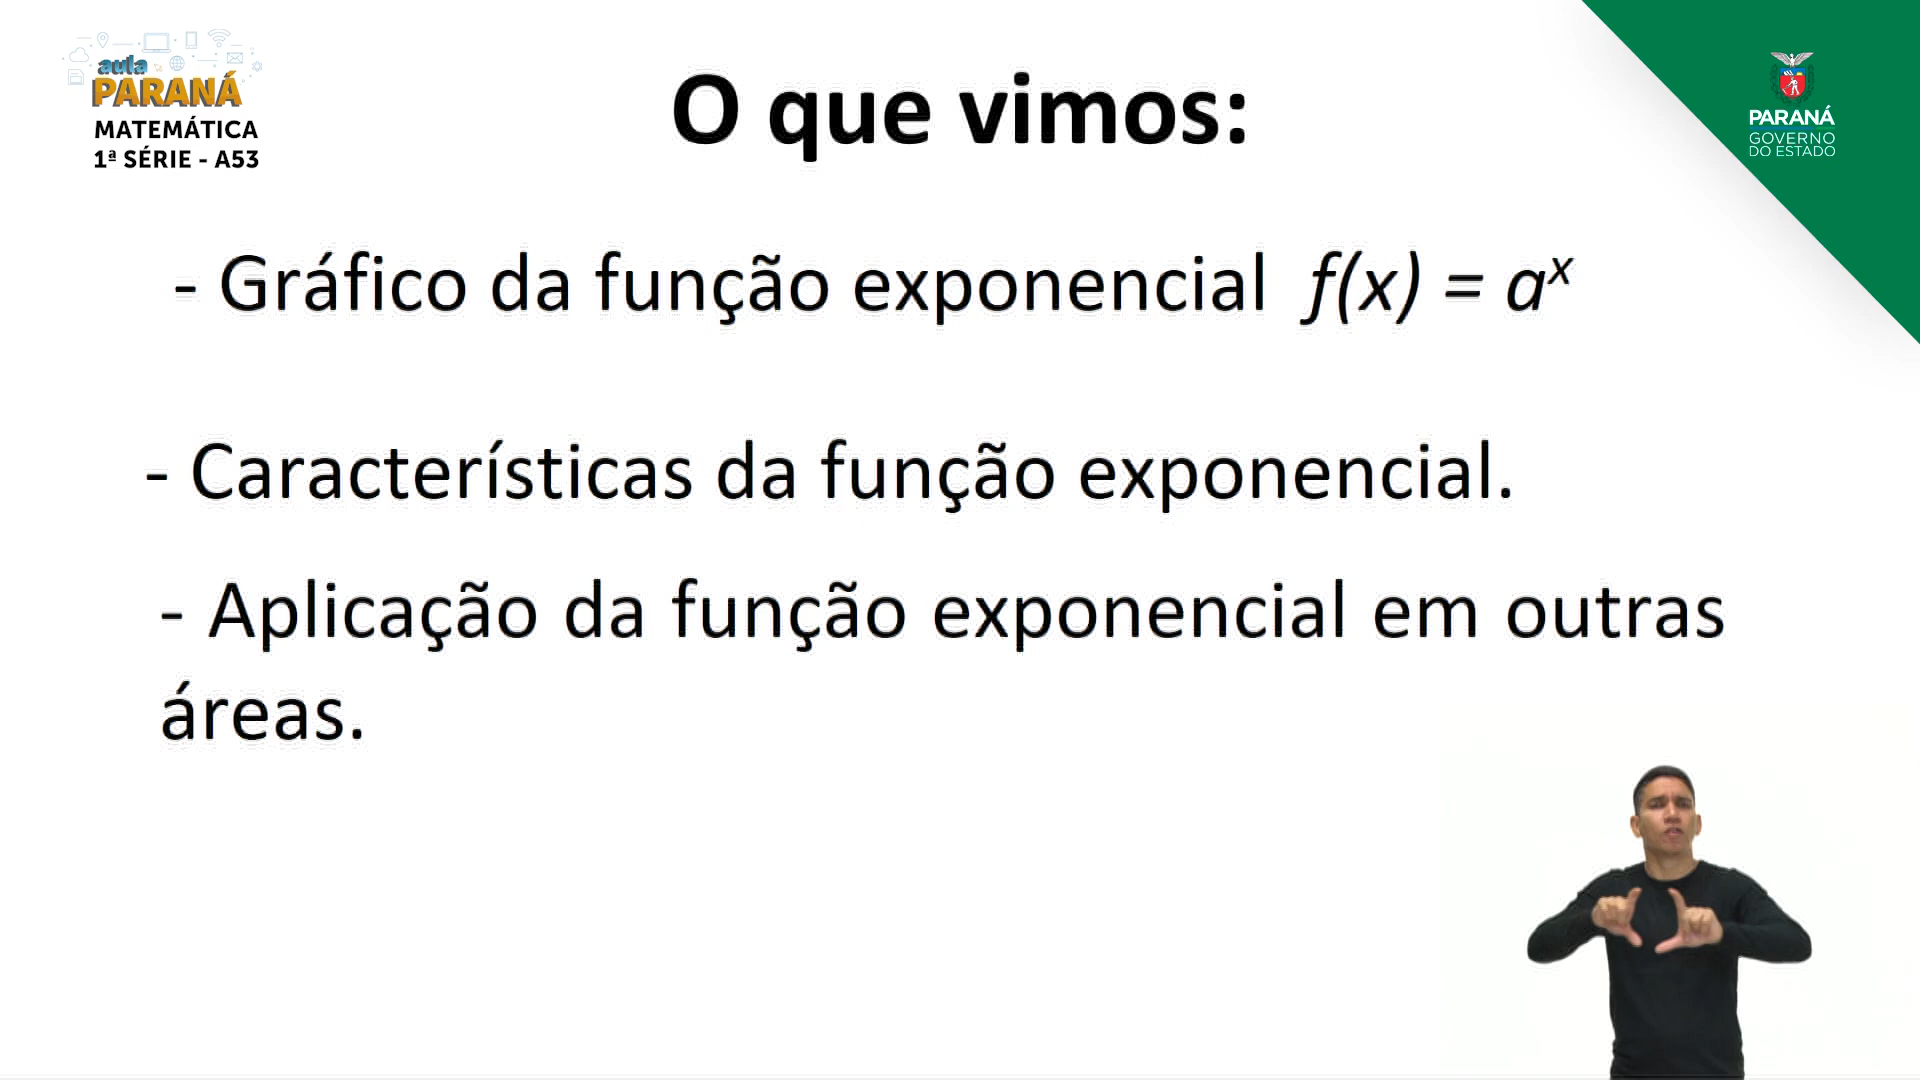 aula
PARANÁ
MATEMÁTICA
1ª SÉRIE - A53
O que vimos:
PARANÁ
GOVERNO
DO ESTADO
- Gráfico da função exponencial f(x) = aˣ
- Características da função exponencial.
- Aplicação da função exponencial em outras
áreas.